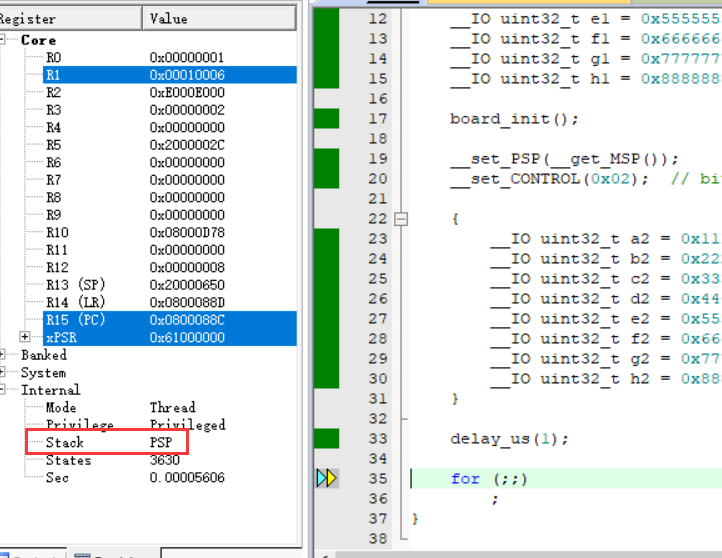 Register Value
Core
R0 0x00000001
R1 0x00010006
R2 0xE000E000
R3 0x00000002
R4 0x00000000
R5 0x2000002C
R6 0x00000000
R7 0x00000000
R8 0x00000000
R9 0x00000000
R10 0x08000D78
R11 0x00000000
R12 0x00000008
R13 (SP) 0x20000650
R14 (LR) 0x0800088D
R15 (PC) 0x0800088C
xPSR 0x61000000
Banked
System
Internal
Mode Thread
Privilege Privileged
Stack PSP
States 3630
Sec 0.00005606
12 __IO uint32_t e1 = 0x555555
13 __IO uint32_t f1 = 0x666666
14 __IO uint32_t g1 = 0x777777
15 __IO uint32_t h1 = 0x888888
16
17 board_init();
18
19 __set_PSP(__get_MSP());
20 __set_CONTROL(0x02); // bi
21
22 {
23 __IO uint32_t a2 = 0x11
24 __IO uint32_t b2 = 0x22
25 __IO uint32_t c2 = 0x33
26 __IO uint32_t d2 = 0x44
27 __IO uint32_t e2 = 0x55
28 __IO uint32_t f2 = 0x66
29 __IO uint32_t g2 = 0x77
30 __IO uint32_t h2 = 0x88
31 }
32
33 delay_us(1);
34
35 for (;;)
36 ;
37 }
38